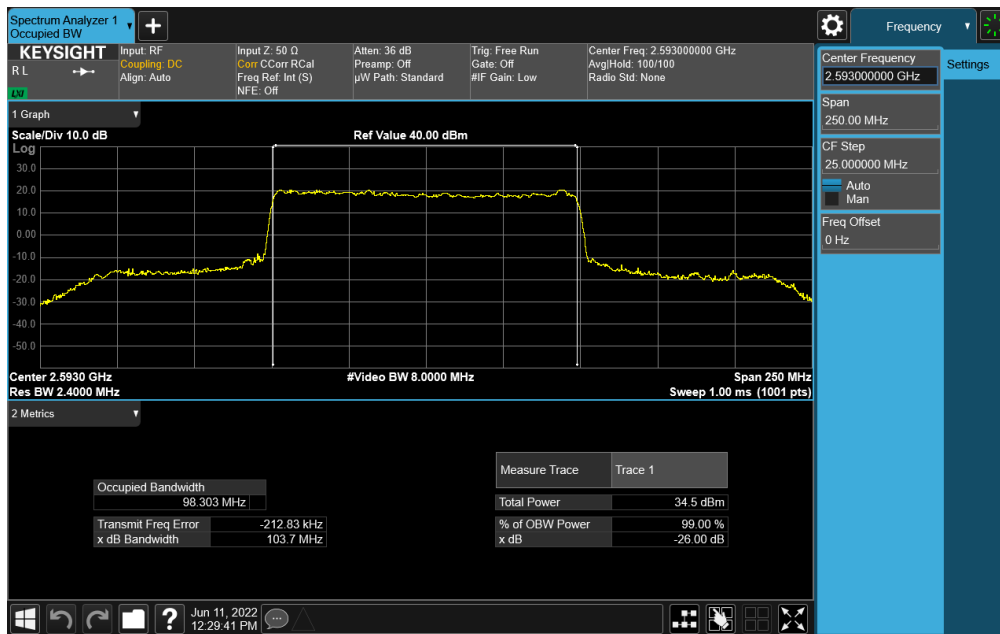 Spectrum Analyzer 1
Occupied BW
Frequency
KEYSIGHT
R L
LXI
Input: RF
Coupling: DC
Align: Auto
Input Z: 50 Ω
Corr CCorr RCal
Freq Ref: Int (S)
NFE: Off
Atten: 36 dB
Preamp: Off
µW Path: Standard
Trig: Free Run
Gate: Off
#IF Gain: Low
Center Freq: 2.593000000 GHz
Avg|Hold: 100/100
Radio Std: None
Center Frequency
2.593000000 GHz
Settings
Span
250.00 MHz
CF Step
25.000000 MHz
Auto
Man
Freq Offset
0 Hz
1 Graph
Scale/Div 10.0 dB
Ref Value 40.00 dBm
Log
30.0
20.0
10.0
0.00
-10.0
-20.0
-30.0
-40.0
-50.0
Center 2.5930 GHz
#Video BW 8.0000 MHz
Span 250 MHz
Res BW 2.4000 MHz
Sweep 1.00 ms (1001 pts)
2 Metrics
Occupied Bandwidth
98.303 MHz
Transmit Freq Error -212.83 kHz
x dB Bandwidth 103.7 MHz
Measure Trace Trace 1
Total Power 34.5 dBm
% of OBW Power 99.00 %
x dB -26.00 dB
Jun 11, 2022
12:29:41 PM